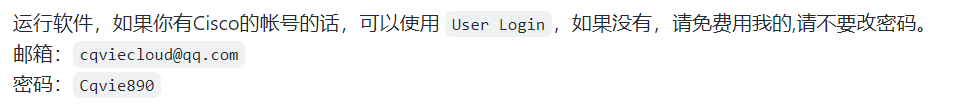 运行软件，如果你有Cisco的帐号的话，可以使用 User Login，如果没有，请免费用我的,请不要改密码。
邮箱：cqviecloud@qq.com
密码：Cqvie890